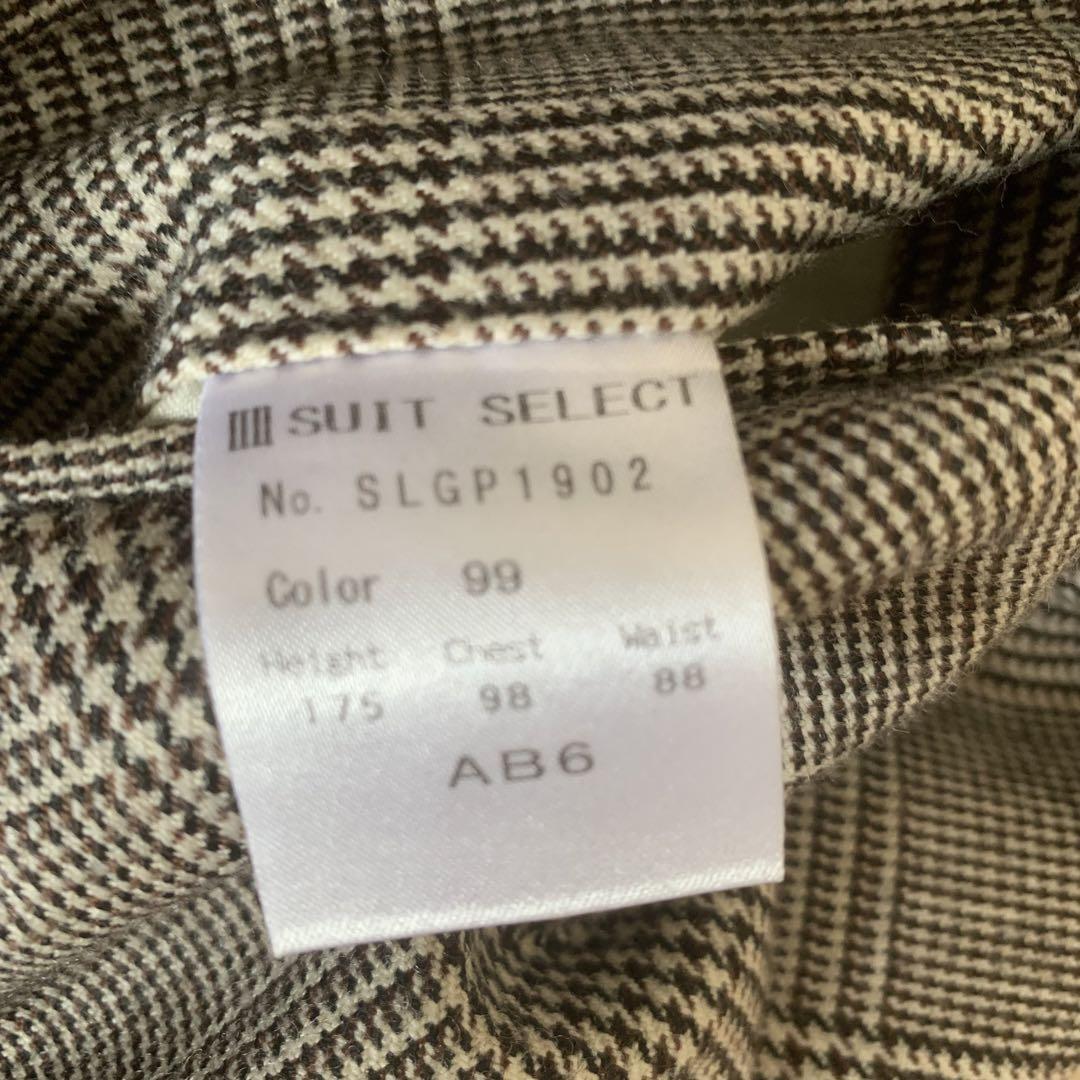 SUIT SELECT
No. SLGP1902
Color 99
Height Chest Waist
175 98 88
AB6